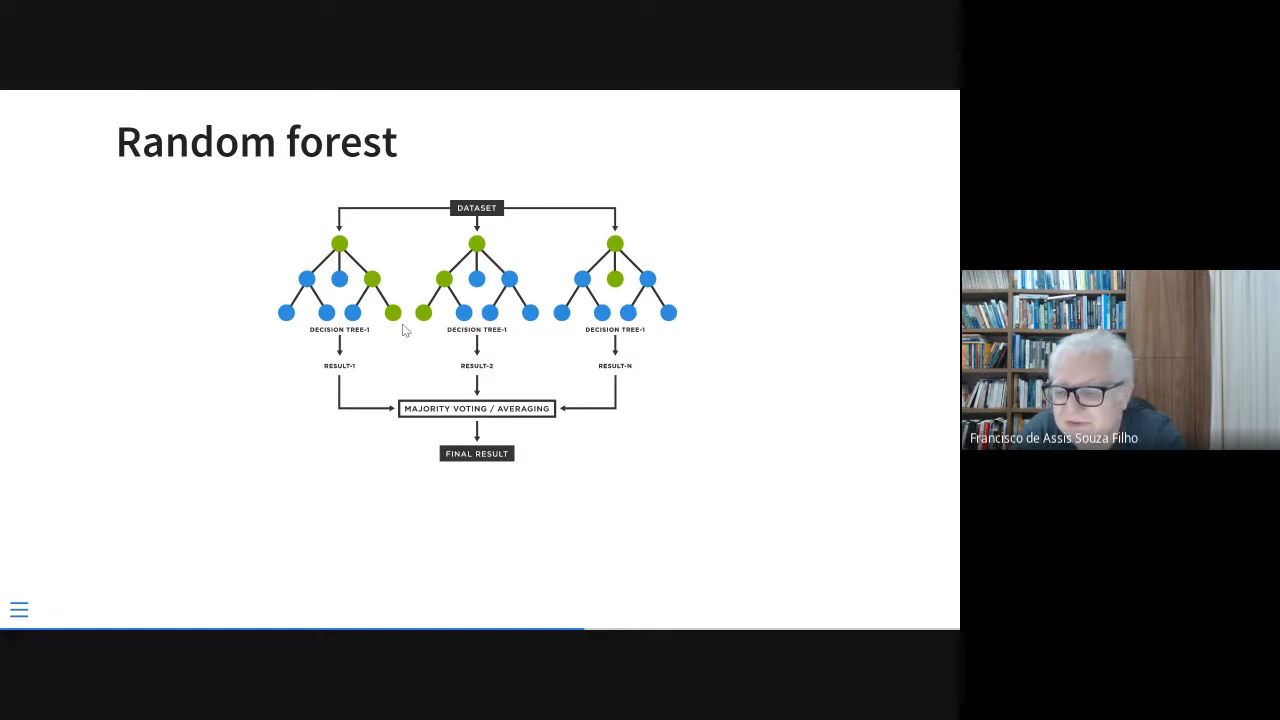 Random forest
DATASET
DECISION TREE-1 DECISION TREE-1 DECISION TREE-1
RESULT-1 RESULT-2 RESULT-N
MAJORITY VOTING / AVERAGING
FINAL RESULT
Francisco de Assis Souza Filho